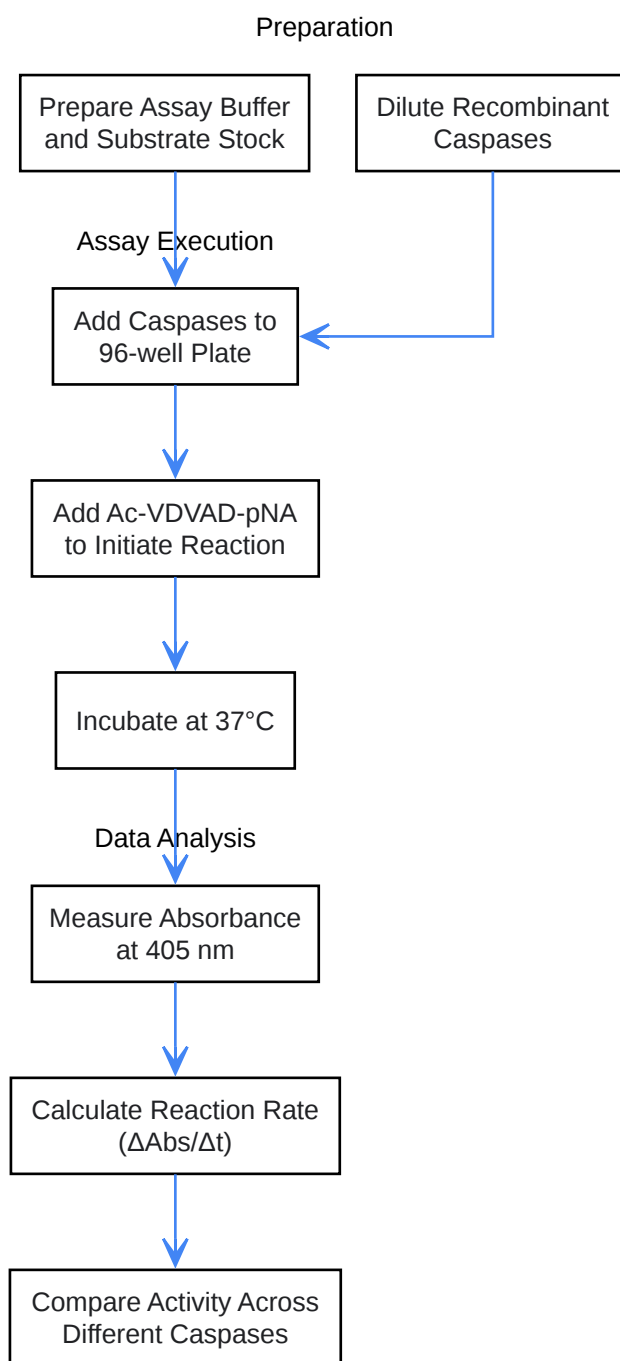 Preparation
Prepare Assay Buffer
and Substrate Stock
Dilute Recombinant
Caspases
Assay Execution
Add Caspases to
96-well Plate
Add Ac-VDVAD-pNA
to Initiate Reaction
Incubate at 37°C
Data Analysis
Measure Absorbance
at 405 nm
Calculate Reaction Rate
(ΔAbs/Δt)
Compare Activity Across
Different Caspases